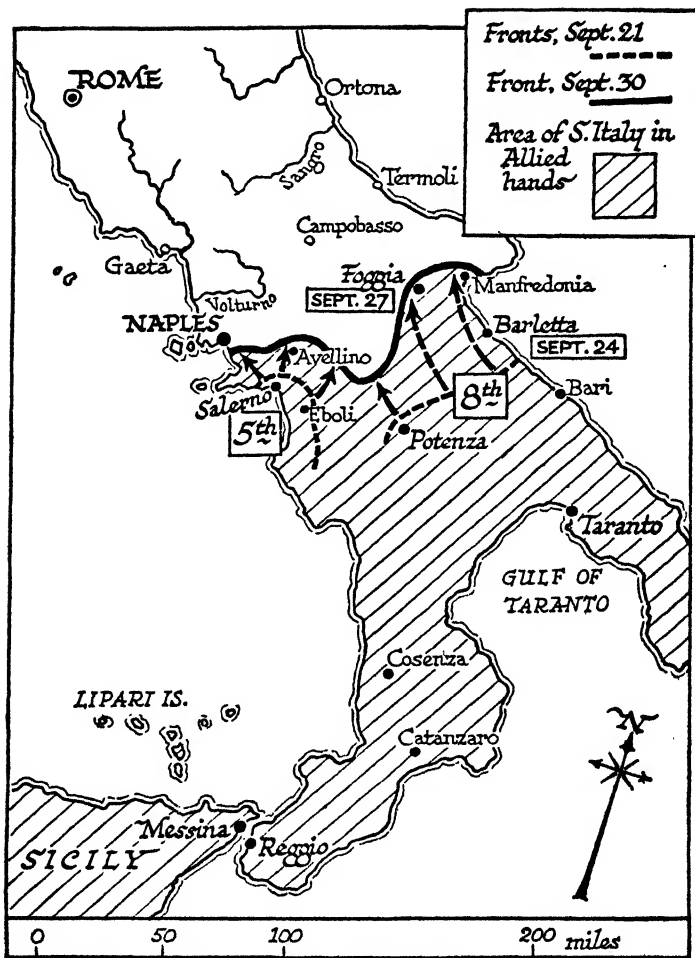 Fronts, Sept. 21
Front, Sept. 30
Area of S. Italy in
Allied
hands
ROME
Ortona
Sangro
Termoli
Campobasso
Gaeta
Volturno
Foggia
SEPT. 27
Manfredonia
NAPLES
Barletta
SEPT. 24
Avellino
Salerno
Eboli
5th
8th
Bari
Potenza
Taranto
GULF OF
TARANTO
Cosenza
LIPARI IS.
Catanzaro
N
Messina
Reggio
SICILY
0 50 100 200 miles